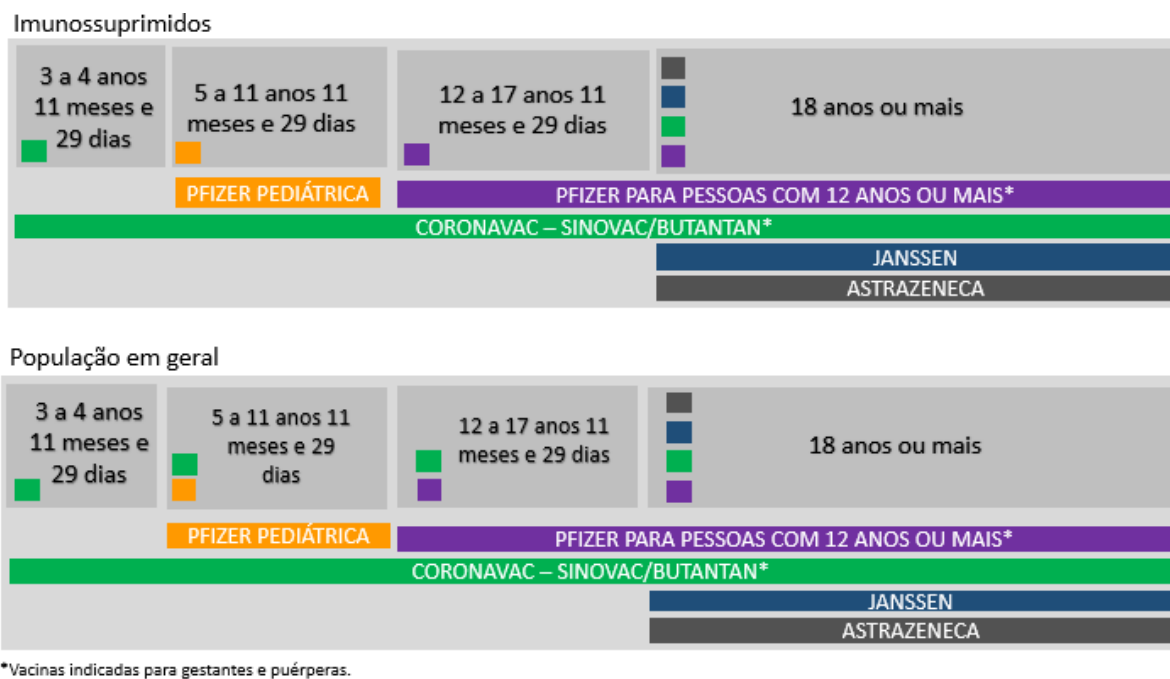 Imunossuprimidos
3 a 4 anos
11 meses e
29 dias
5 a 11 anos 11
meses e 29 dias
12 a 17 anos 11
meses e 29 dias
18 anos ou mais
PFIZER PEDIÁTRICA
PFIZER PARA PESSOAS COM 12 ANOS OU MAIS*
CORONAVAC – SINOVAC/BUTANTAN*
JANSSEN
ASTRAZENECA
População em geral
3 a 4 anos
11 meses e
29 dias
5 a 11 anos 11
meses e 29
dias
12 a 17 anos 11
meses e 29 dias
18 anos ou mais
PFIZER PEDIÁTRICA
PFIZER PARA PESSOAS COM 12 ANOS OU MAIS*
CORONAVAC – SINOVAC/BUTANTAN*
JANSSEN
ASTRAZENECA
*Vacinas indicadas para gestantes e puérperas.